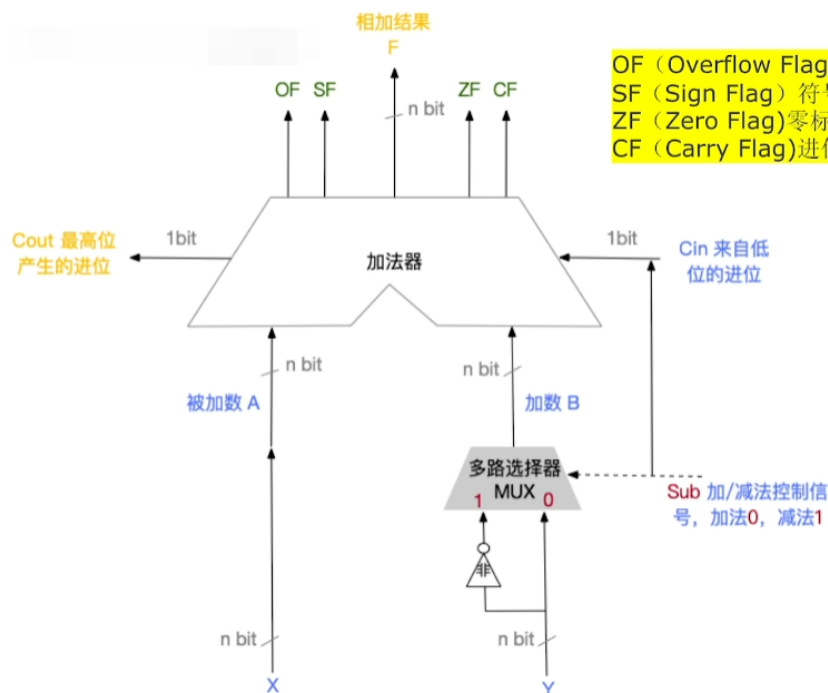 相加结果
F
OF SF
ZF CF
n bit
OF（Overflow Flag
SF（Sign Flag）符
ZF（Zero Flag)零标
CF（Carry Flag)进
Cout 最高位
产生的进位
1bit
加法器
1bit
Cin 来自低
位的进位
n bit
n bit
被加数 A
加数 B
多路选择器
MUX
1
0
Sub 加/减法控制信
号，加法0，减法1
非
n bit
n bit
X
Y